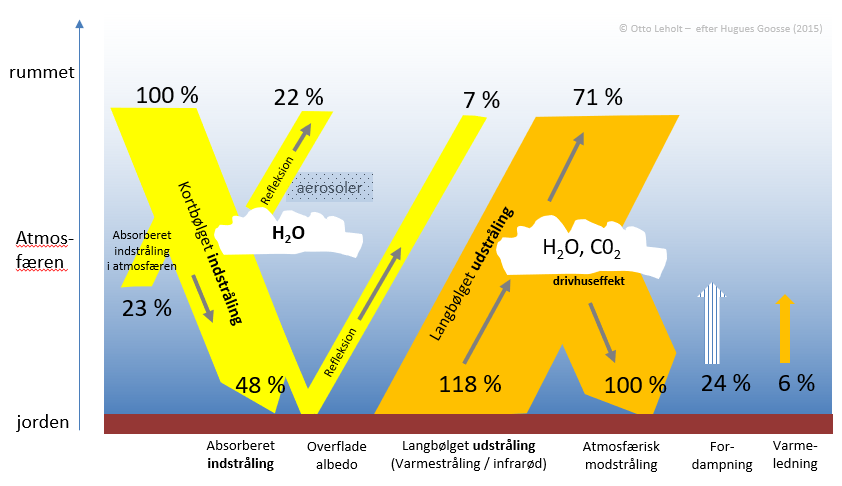 © Otto Leholt – efter Hugues Goosse (2015)
rummet
100 %
22 %
7 %
71 %
Refleksion
aerosoler
Kortbølget indstråling
H2O
Absorberet
indstråling
i atmosfæren
Atmos-
færen
Langbølget udstråling
H2O, C02
drivhuseffekt
23 %
Refleksion
48 %
118 %
100 %
24 %
6 %
jorden
Absorberet
indstråling
Overflade
albedo
Langbølget udstråling
(Varmestråling / infrarød)
Atmosfærisk
modstråling
For-
dampning
Varme-
ledning